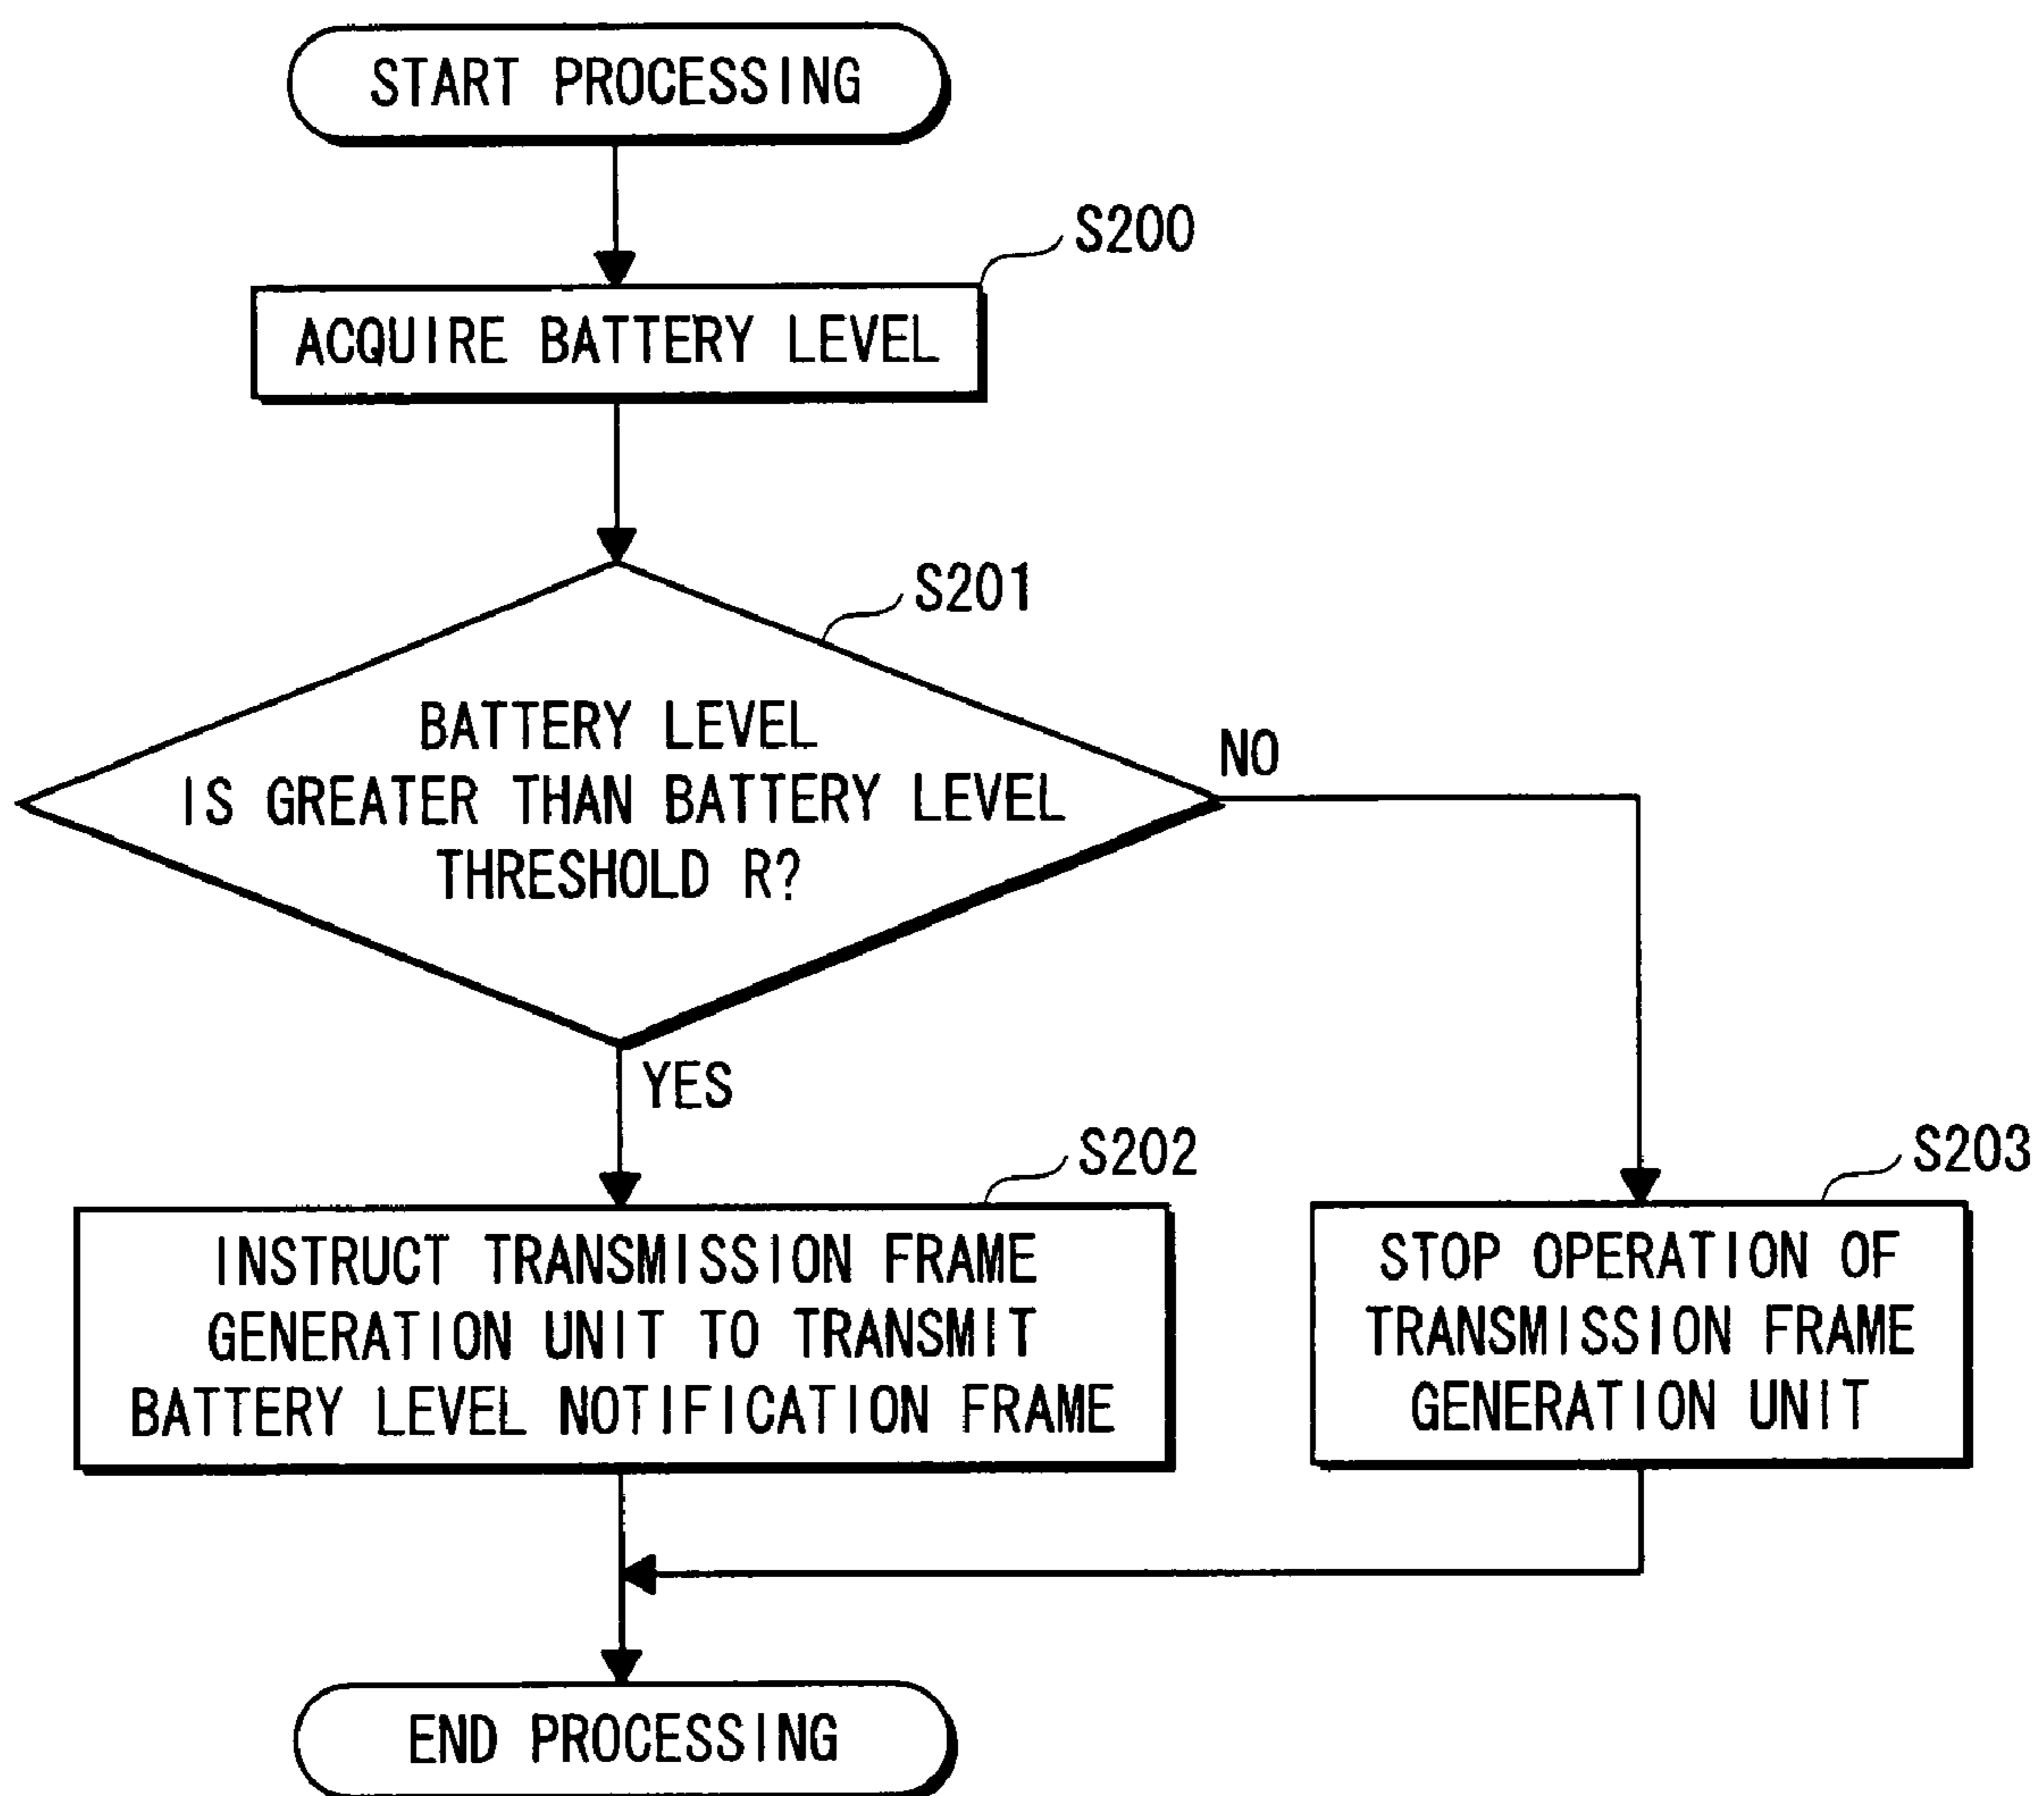 START PROCESSING
S200
ACQUIRE BATTERY LEVEL
S201
BATTERY LEVEL
IS GREATER THAN BATTERY LEVEL
THRESHOLD R?
NO
YES
S202
INSTRUCT TRANSMISSION FRAME
GENERATION UNIT TO TRANSMIT
BATTERY LEVEL NOTIFICATION FRAME
S203
STOP OPERATION OF
TRANSMISSION FRAME
GENERATION UNIT
END PROCESSING